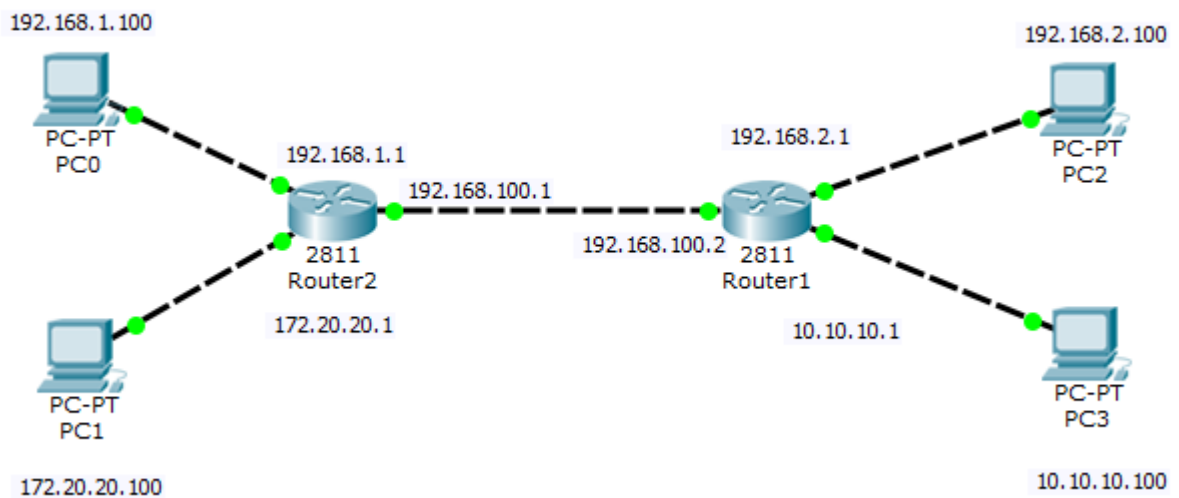 192.168.1.100
192.168.2.100
PC-PT
PC0
192.168.1.1
192.168.2.1
PC-PT
PC2
192.168.100.1
192.168.100.2
2811
Router2
2811
Router1
172.20.20.1
10.10.10.1
PC-PT
PC1
PC-PT
PC3
172.20.20.100
10.10.10.100